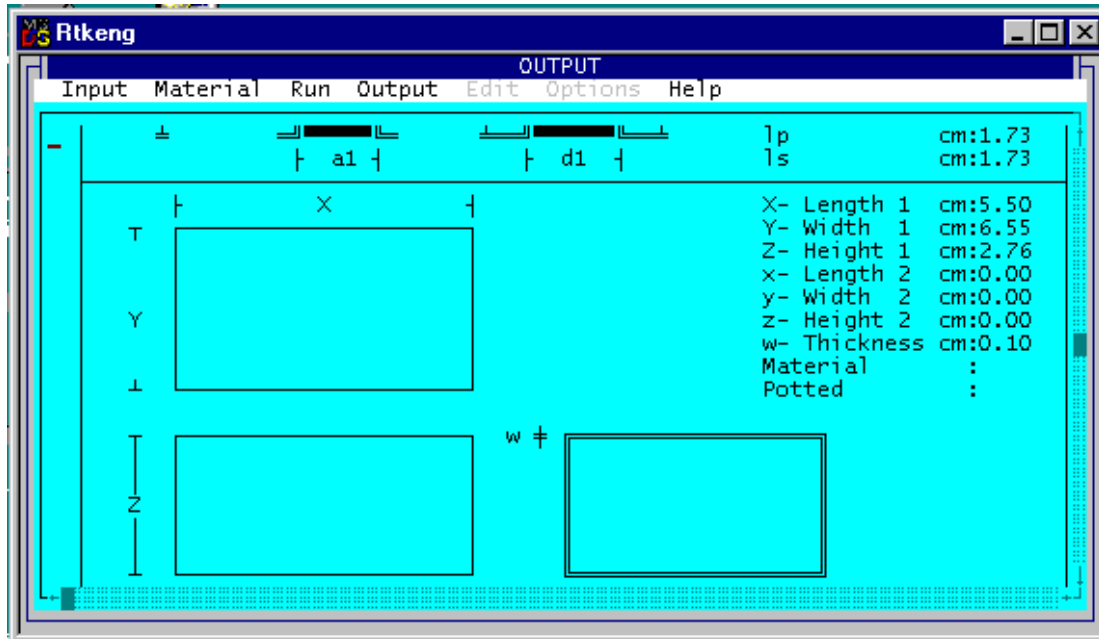 Rtkeng
OUTPUT
Input Material Run Output Edit Options Help
a1 d1 lp cm:1.73
ls cm:1.73
X X- Length 1 cm:5.50
Y- Width 1 cm:6.55
Z- Height 1 cm:2.76
x- Length 2 cm:0.00
y- Width 2 cm:0.00
Y z- Height 2 cm:0.00
w- Thickness cm:0.10
Material :
Potted :
w
Z